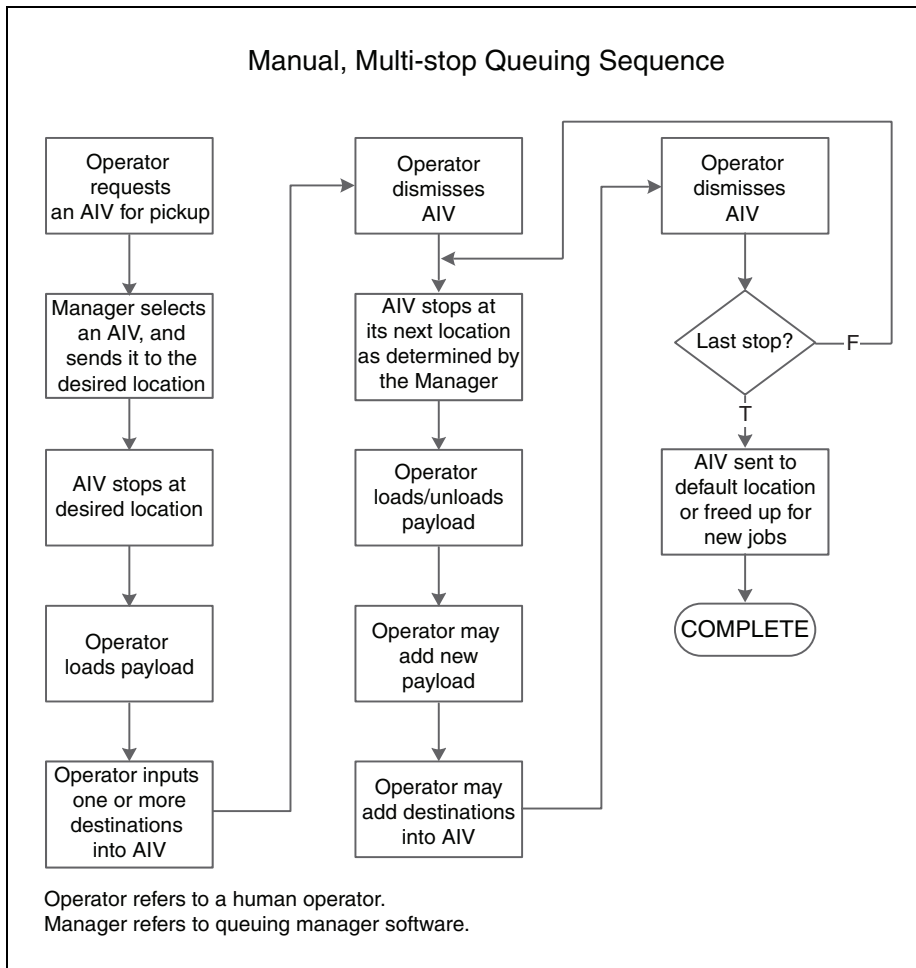 Manual, Multi-stop Queuing Sequence
Operator
requests
an AIV for pickup
Manager selects
an AIV, and
sends it to the
desired location
AIV stops at
desired location
Operator
loads payload
Operator inputs
one or more
destinations
into AIV
Operator
dismisses
AIV
AIV stops at
its next location
as determined by
the Manager
Operator
loads/unloads
payload
Operator may
add new
payload
Operator may
add destinations
into AIV
Operator
dismisses
AIV
Last stop?
F
T
AIV sent to
default location
or freed up for
new jobs
COMPLETE
Operator refers to a human operator.
Manager refers to queuing manager software.